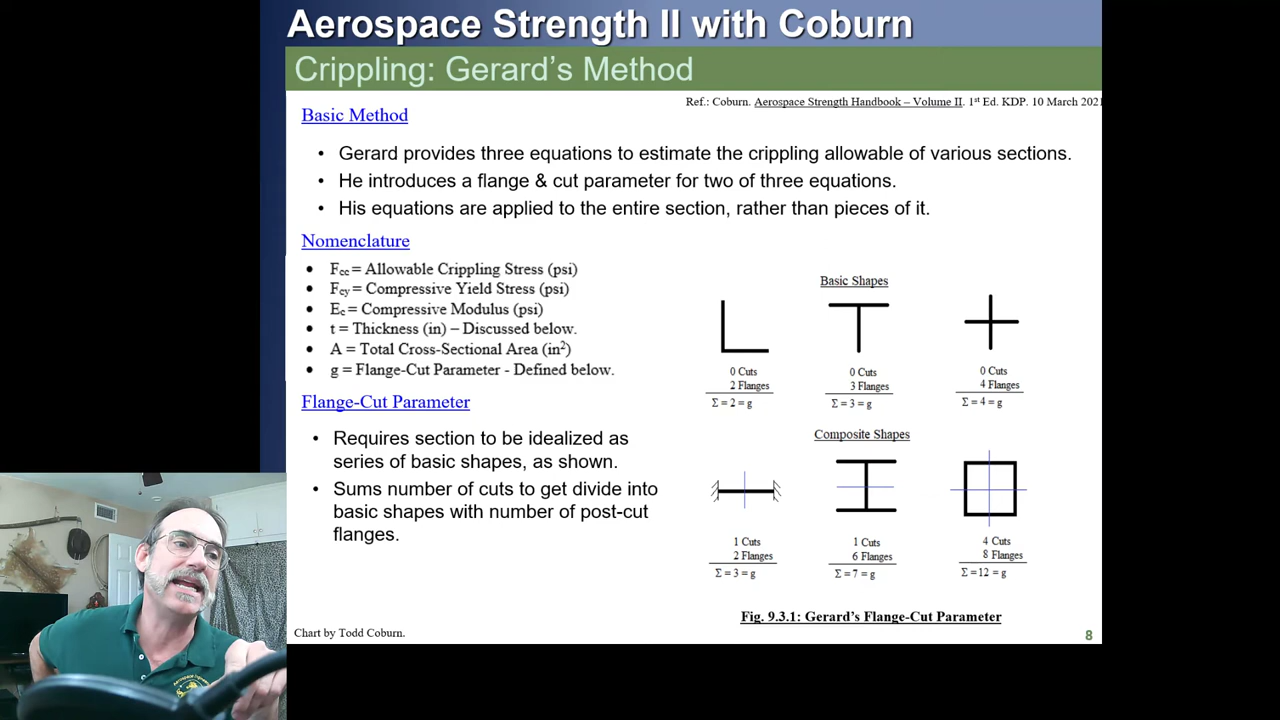 Aerospace Strength II with Coburn
Crippling: Gerard's Method
Ref.: Coburn. Aerospace Strength Handbook – Volume II. 1st Ed. KDP. 10 March 2021
Basic Method
• Gerard provides three equations to estimate the crippling allowable of various sections.
• He introduces a flange & cut parameter for two of three equations.
• His equations are applied to the entire section, rather than pieces of it.
Nomenclature
• Fcc = Allowable Crippling Stress (psi)
• Fcy = Compressive Yield Stress (psi)
• Ec = Compressive Modulus (psi)
• t = Thickness (in) – Discussed below.
• A = Total Cross-Sectional Area (in2)
• g = Flange-Cut Parameter - Defined below.
Flange-Cut Parameter
• Requires section to be idealized as
series of basic shapes, as shown.
• Sums number of cuts to get divide into
basic shapes with number of post-cut
flanges.
Basic Shapes
0 Cuts
2 Flanges
Σ = 2 = g
0 Cuts
3 Flanges
Σ = 3 = g
0 Cuts
4 Flanges
Σ = 4 = g
Composite Shapes
1 Cuts
2 Flanges
Σ = 3 = g
1 Cuts
6 Flanges
Σ = 7 = g
4 Cuts
8 Flanges
Σ =12 = g
Fig. 9.3.1: Gerard's Flange-Cut Parameter
Chart by Todd Coburn.
8